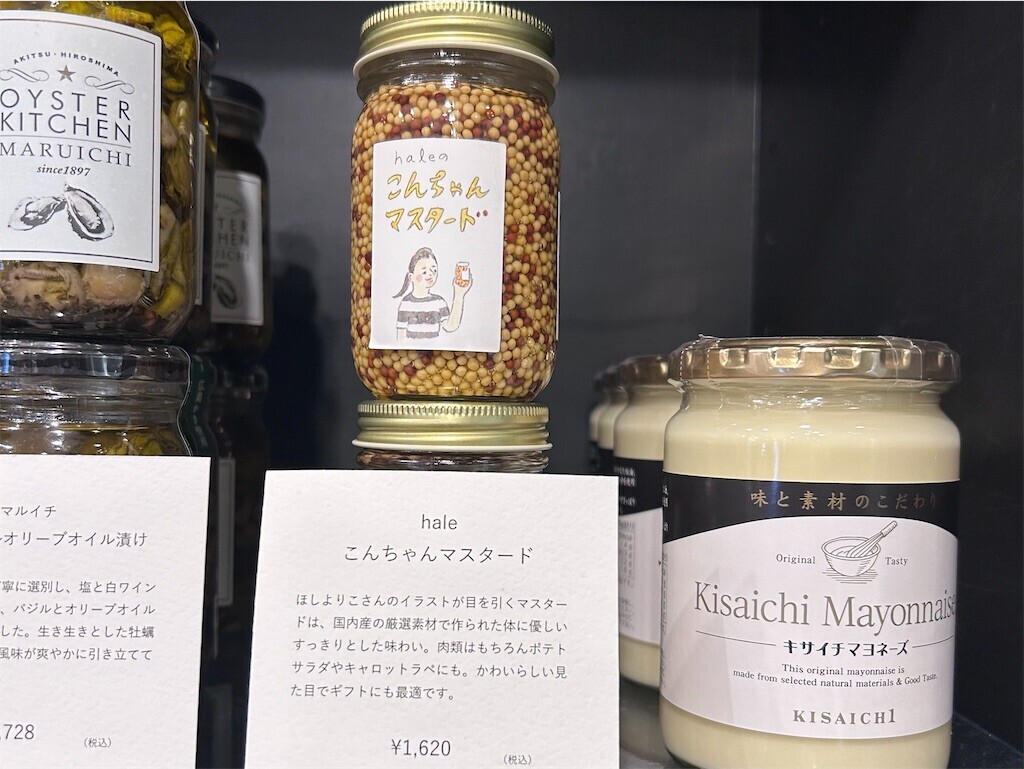 AKITSU・HIROSHIMA
OYSTER
KITCHEN
MARUICHI
since1897
マルイチ
オリーブオイル漬け
寧に選別し、塩と白ワイン
、バジルとオリーブオイル
した。生き生きとした牡蠣
風味が爽やかに引き立てて
,728
(税込)
haleの
こんちゃん
マスタード
hale
こんちゃんマスタード
ほしよりこさんのイラストが目を引くマスター
ドは、国内産の厳選素材で作られた体に優しい
すっきりとした味わい。肉類はもちろんポテト
サラダやキャロットラペにも。かわいらしい見
た目でギフトにも最適です。
¥1,620
(税込)
味と素材のこだわり
Original Tasty
Kisaichi Mayonnaise
キサイチマヨネーズ
This original mayonnaise is
made from selected natural materials & Good Taste.
KISAICHI